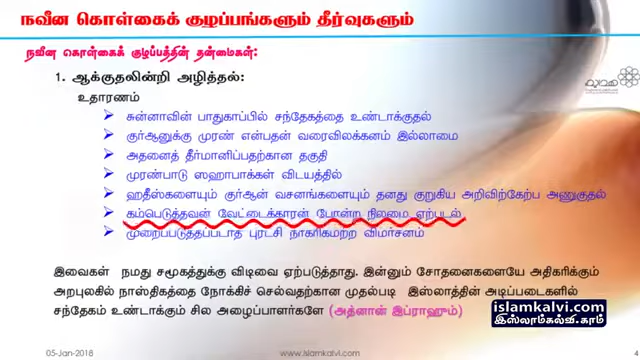 நவீன கொள்கைக் குழப்பங்களும் தீர்வுகளும்
நவீன கொள்கைக் குழப்பத்தின் தன்மைகள்:
1. ஆக்குதலின்றி அழித்தல்:
உதாரணம்
சுன்னாவின் பாதுகாப்பில் சந்தேகத்தை உண்டாக்குதல்
குர்ஆனுக்கு முரண் என்பதன் வரைவிலக்கனம் இல்லாமை
அதனைத் தீர்மானிப்பதற்கான தகுதி
முரண்பாடு ஸஹாபாக்கள் விடயத்தில்
ஹதீஸ்களையும் குர்ஆன் வசனங்களையும் தனது குறுகிய அறிவிற்கேற்ப அனுகுதல்
கம்பெடுத்தவன் வேட்டைக்காரன் போன்ற நிலமை ஏற்படல்
முறைப்படுத்தப்படாத புரட்சி நாகரிகமற்ற விமர்சனம்
இவைகள் நமது சமூகத்துக்கு விடிவை ஏற்படுத்தாது. இன்னும் சோதனைகளையே அதிகரிக்கும்
அறபுலகில் நாஸ்திகத்தை நோக்கிச் செல்வதற்கான முதல்படி இஸ்லாத்தின் அடிப்படைகளில்
சந்தேகம் உண்டாக்கும் சில அழைப்பாளர்களே (அத்னான் இப்ராஹும்)
islamkalvi.com
இஸ்லாம்கல்வி.காம்
05-Jan-2018
www.islamkalvi.com
4